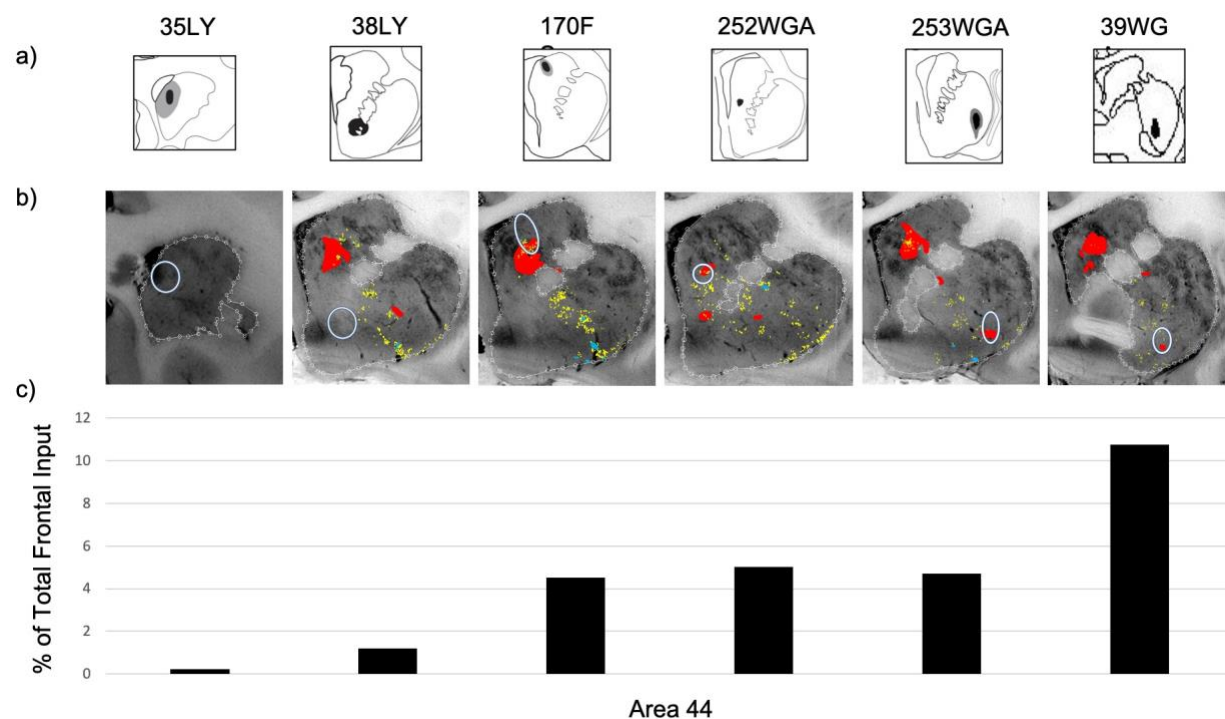 35LY 38LY 170F 252WGA 253WGA 39WG
a)
b)
c)
% of Total Frontal Input
12
10
8
6
4
2
0
Area 44